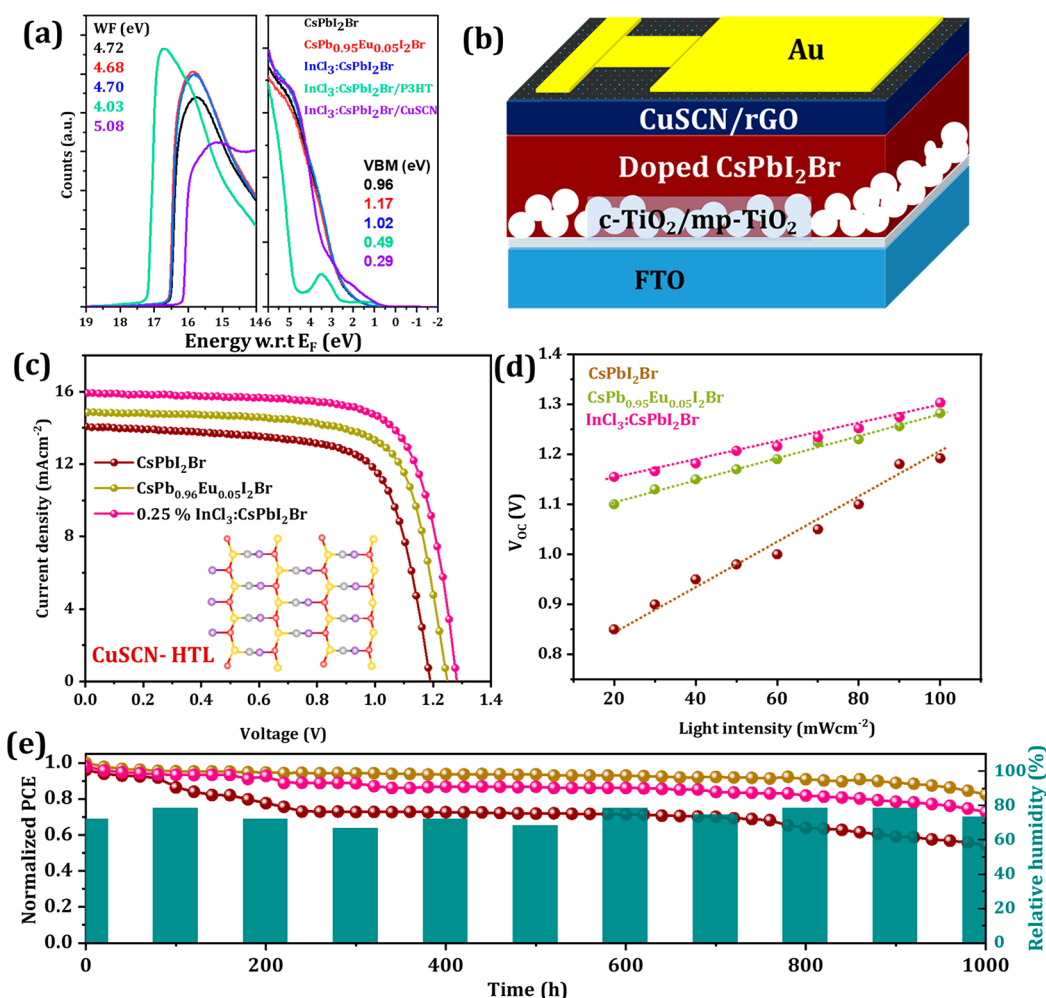 (a)
WF (eV)
4.72
4.68
4.70
4.03
5.08
CsPbI₂Br
CsPb₀.₉₅Eu₀.₀₅I₂Br
InCl₃:CsPbI₂Br
InCl₃:CsPbI₂Br/P3HT
InCl₃:CsPbI₂Br/CuSCN
VBM (eV)
0.96
1.17
1.02
0.49
0.29
Counts (a.u.)
19 18 17 16 15 14 6 5 4 3 2 1 0 -1 -2
Energy w.r.t E_F (eV)
(b)
Au
CuSCN/rGO
Doped CsPbI₂Br
c-TiO₂/mp-TiO₂
FTO
(c)
16
12
8
4
0
Current density (mAcm⁻²)
CsPbI₂Br
CsPb₀.₉₆Eu₀.₀₅I₂Br
0.25 % InCl₃:CsPbI₂Br
CuSCN- HTL
0.0 0.2 0.4 0.6 0.8 1.0 1.2 1.4
Voltage (V)
(d)
1.4
1.3
1.2
1.1
1.0
0.9
0.8
V_OC (V)
CsPbI₂Br
CsPb₀.₉₅Eu₀.₀₅I₂Br
InCl₃:CsPbI₂Br
20 40 60 80 100
Light intensity (mWcm⁻²)
(e)
1.0
0.8
0.6
0.4
0.2
0.0
Normalized PCE
100
80
60
40
20
0
Relative humidity (%)
0 200 400 600 800 1000
Time (h)